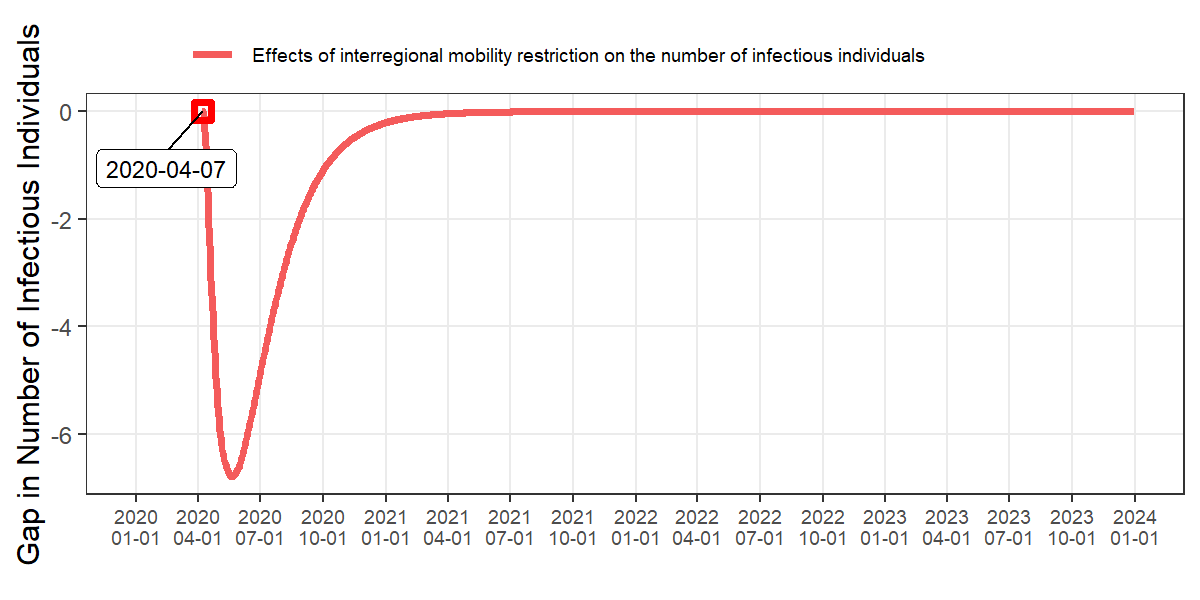 Effects of interregional mobility restriction on the number of infectious individuals
Gap in Number of Infectious Individuals
0
-2
-4
-6
2020-04-07
2020 2020 2020 2020 2021 2021 2021 2021 2022 2022 2022 2022 2023 2023 2023 2023 2024
01-01 04-01 07-01 10-01 01-01 04-01 07-01 10-01 01-01 04-01 07-01 10-01 01-01 04-01 07-01 10-01 01-01